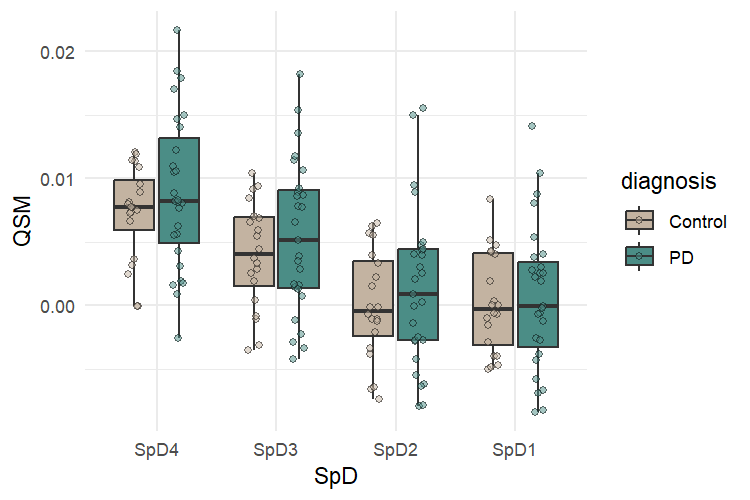 0.02
0.01
0.00
QSM
SpD4 SpD3 SpD2 SpD1
SpD
diagnosis
Control
PD